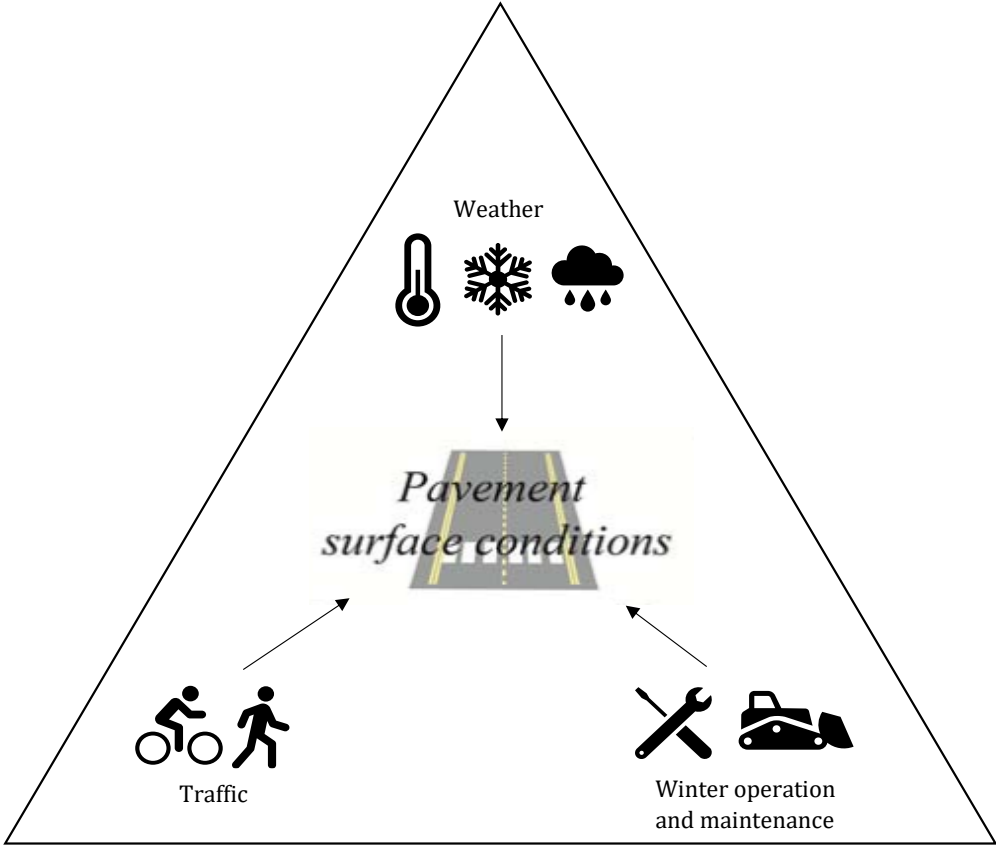 Weather
Pavement
surface conditions
Traffic
Winter operation
and maintenance